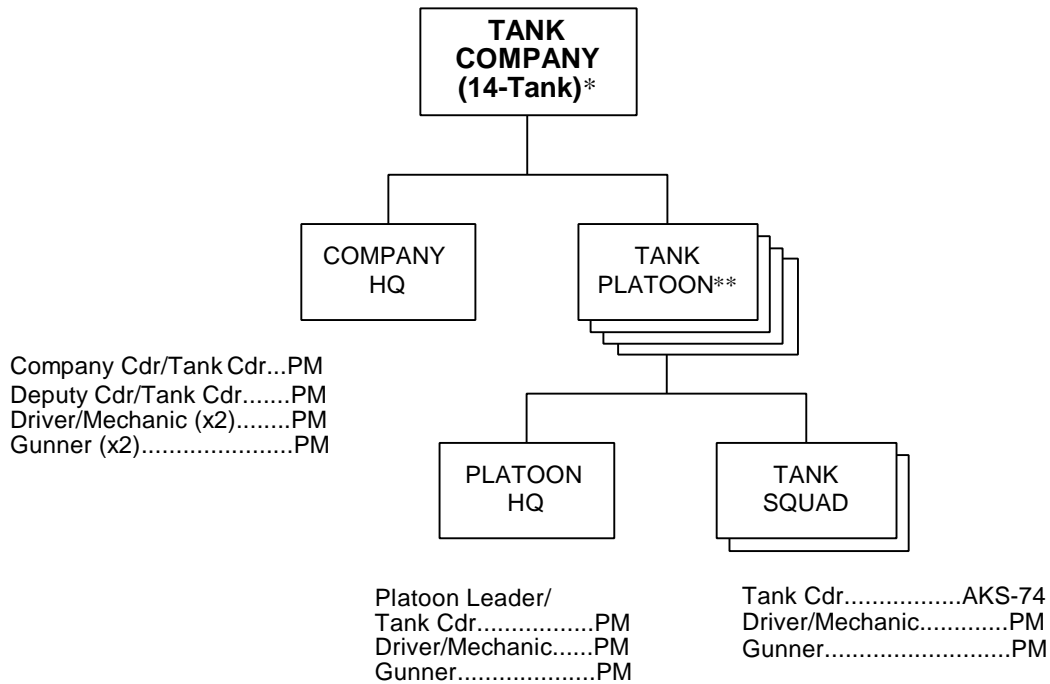 TANK
COMPANY
(14-Tank)*
COMPANY
HQ
TANK
PLATOON**
Company Cdr/Tank Cdr...PM
Deputy Cdr/Tank Cdr.......PM
Driver/Mechanic (x2)........PM
Gunner (x2)......................PM
PLATOON
HQ
TANK
SQUAD
Platoon Leader/
Tank Cdr.................PM
Driver/Mechanic......PM
Gunner....................PM
Tank Cdr.................AKS-74
Driver/Mechanic.............PM
Gunner...........................PM